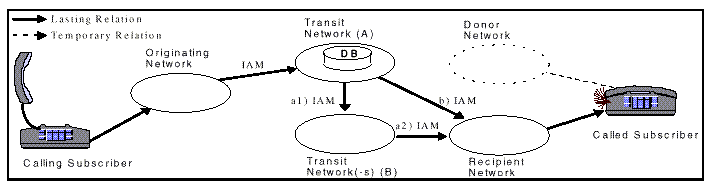 Lasting Relation
Temporary Relation
Transit
Network (A)
Donor
Network
Originating
Network
DB
IAM
a1) IAM
b) IAM
a2) IAM
Calling Subscriber
Called Subscriber
Transit
Network(-s) (B)
Recipient
Network